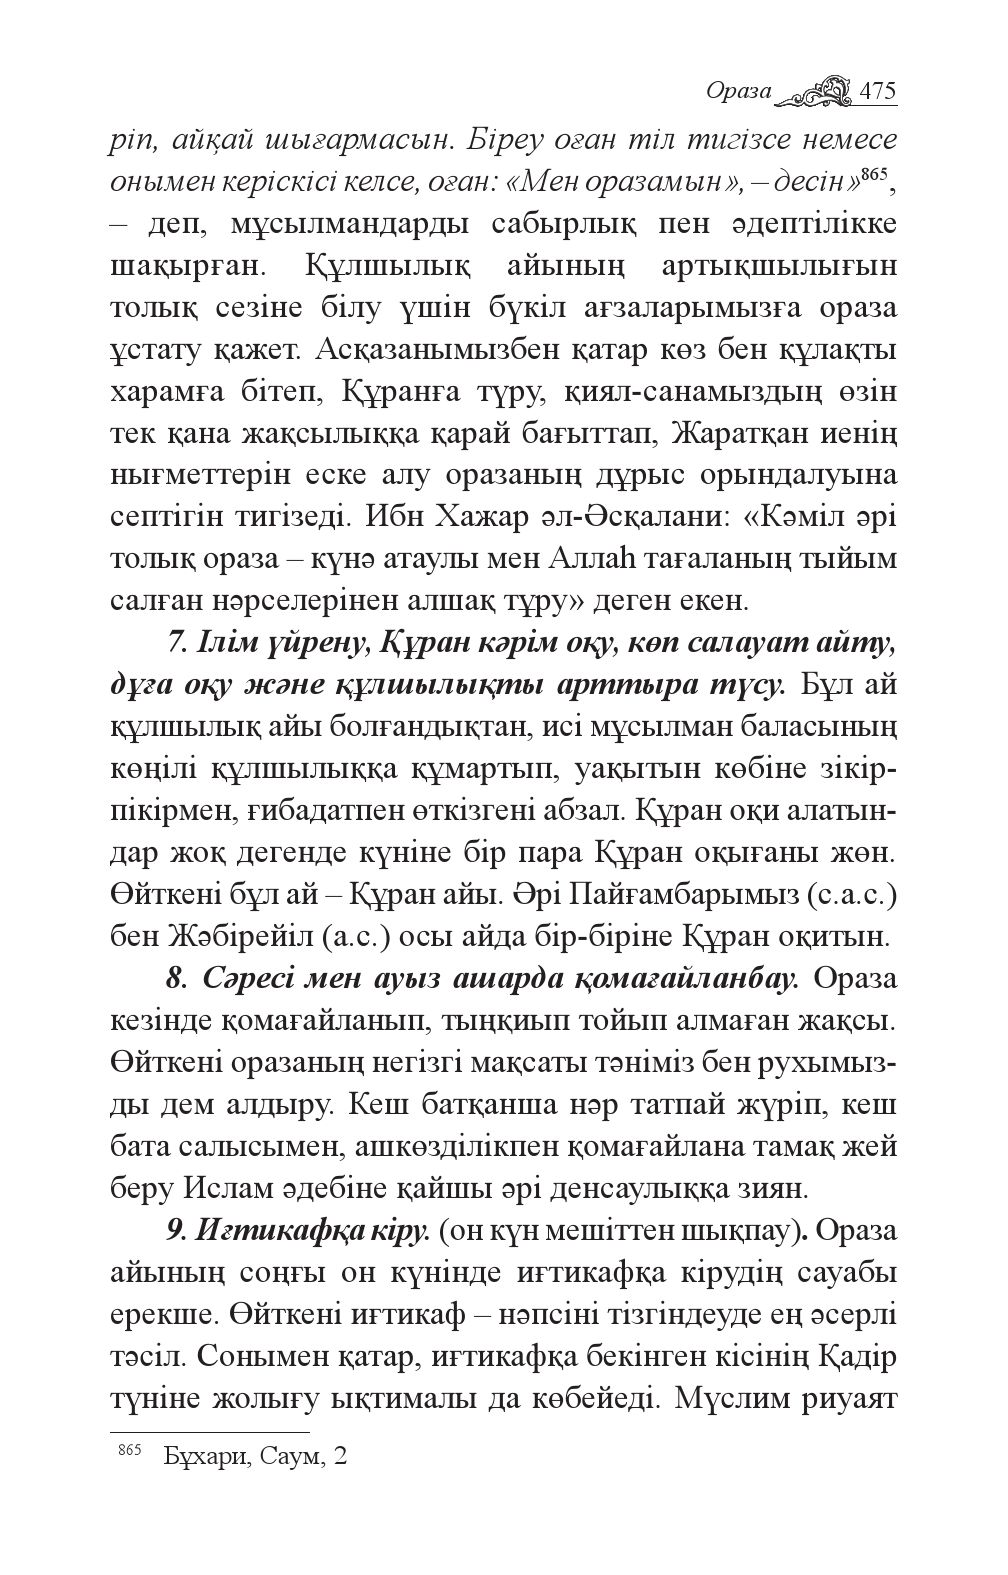 Ораза 475
ріп, айқай шығармасын. Біреу оған тіл тигізсе немесе
онымен керіскісі келсе, оған: «Мен оразамын», – десін»865,
– деп, мұсылмандарды сабырлық пен әдептілікке
шақырған. Құлшылық айының артықшылығын
толық сезіне білу үшін бүкіл ағзаларымызға ораза
ұстату қажет. Асқазанымызбен қатар көз бен құлақты
харамға бітеп, Құранға түру, қиял-санамыздың өзін
тек қана жақсылыққа қарай бағыттап, Жаратқан иенің
нығметтерін еске алу оразаның дұрыс орындалуына
септігін тигізеді. Ибн Хажар әл-Әсқалани: «Кәміл әрі
толық ораза – күнә атаулы мен Аллаһ тағаланың тыйым
салған нәрселерінен алшақ тұру» деген екен.
7. Ілім үйрену, Құран кәрім оқу, көп салауат айту,
дұға оқу және құлшылықты арттыра түсу. Бұл ай
құлшылық айы болғандықтан, исі мұсылман баласының
көңілі құлшылыққа құмартып, уақытын көбіне зікір-
пікірмен, ғибадатпен өткізгені абзал. Құран оқи алатын-
дар жоқ дегенде күніне бір пара Құран оқығаны жөн.
Өйткені бұл ай – Құран айы. Әрі Пайғамбарымыз (с.а.с.)
бен Жәбірейіл (а.с.) осы айда бір-біріне Құран оқитын.
8. Сәресі мен ауыз ашарда қомағайланбау. Ораза
кезінде қомағайланып, тыңқиып тойып алмаған жақсы.
Өйткені оразаның негізгі мақсаты тәніміз бен рухымыз-
ды дем алдыру. Кеш батқанша нәр татпай жүріп, кеш
бата салысымен, ашкөзділікпен қомағайлана тамақ жей
беру Ислам әдебіне қайшы әрі денсаулыққа зиян.
9. Иғтикафқа кіру. (он күн мешіттен шықпау). Ораза
айының соңғы он күнінде иғтикафқа кірудің сауабы
ерекше. Өйткені иғтикаф – нәпсіні тізгіндеуде ең әсерлі
тәсіл. Сонымен қатар, иғтикафқа бекінген кісінің Қадір
түніне жолығу ықтималы да көбейеді. Мүслим риуаят
865 Бұхари, Саум, 2